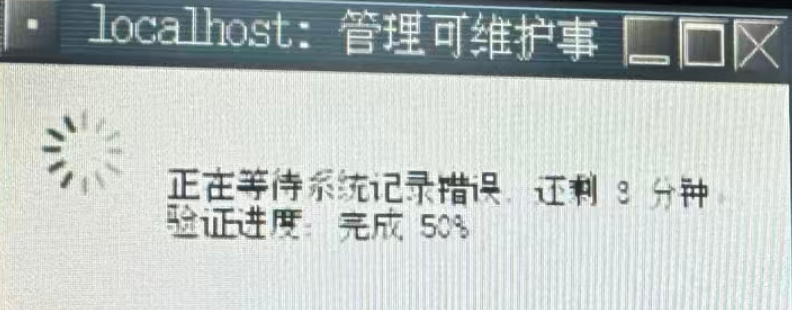 localhost: 管理可维护事
正在等待系统记录错误. 还剩 8 分钟.
验证进度: 完成 50%